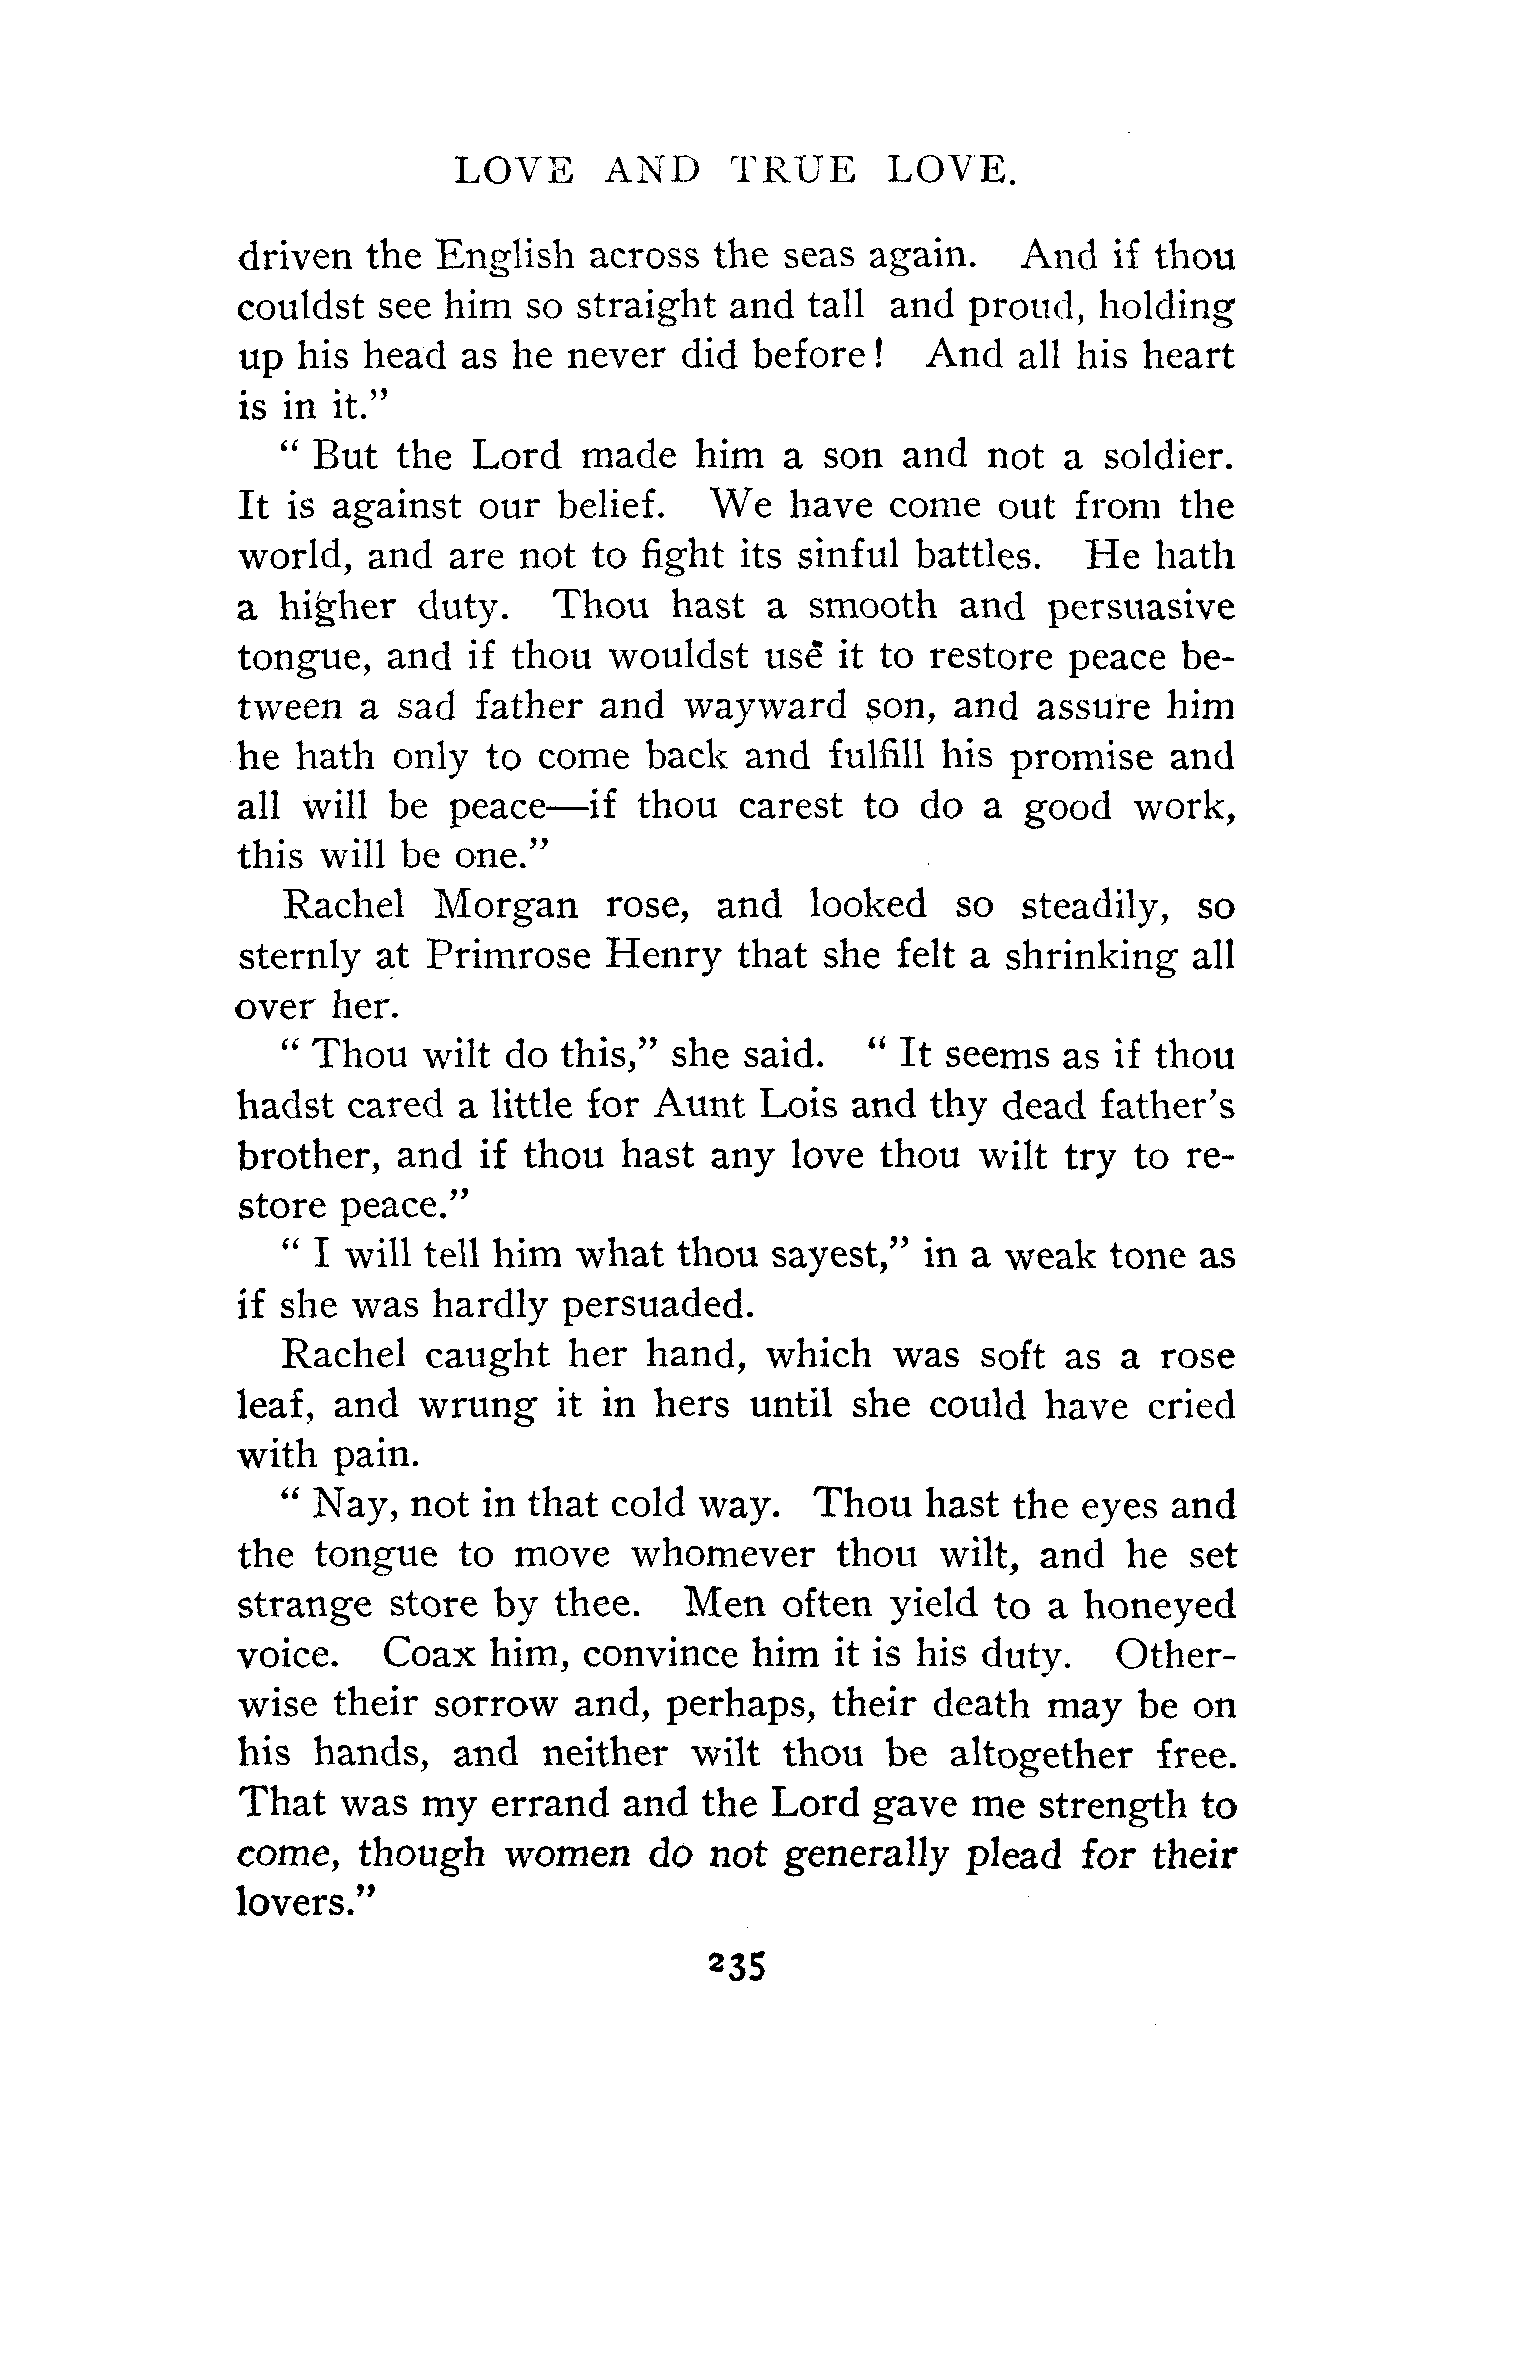 LOVE AND TRUE LOVE.
driven the English across the seas again. And if thou
couldst see him so straight and tall and proud, holding
up his head as he never did before! And all his heart
is in it.”
“ But the Lord made him a son and not a soldier.
It is against our belief. We have come out from the
world, and are not to fight its sinful battles. He hath
a higher duty. Thou hast a smooth and persuasive
tongue, and if thou wouldst use it to restore peace be-
tween a sad father and wayward son, and assure him
he hath only to come back and fulfill his promise and
all will be peace—if thou carest to do a good work,
this will be one.”
Rachel Morgan rose, and looked so steadily, so
sternly at Primrose Henry that she felt a shrinking all
over her.
“ Thou wilt do this,” she said. “ It seems as if thou
hadst cared a little for Aunt Lois and thy dead father’s
brother, and if thou hast any love thou wilt try to re-
store peace.”
“ I will tell him what thou sayest,” in a weak tone as
if she was hardly persuaded.
Rachel caught her hand, which was soft as a rose
leaf, and wrung it in hers until she could have cried
with pain.
“ Nay, not in that cold way. Thou hast the eyes and
the tongue to move whomever thou wilt, and he set
strange store by thee. Men often yield to a honeyed
voice. Coax him, convince him it is his duty. Other-
wise their sorrow and, perhaps, their death may be on
his hands, and neither wilt thou be altogether free.
That was my errand and the Lord gave me strength to
come, though women do not generally plead for their
lovers.”
235